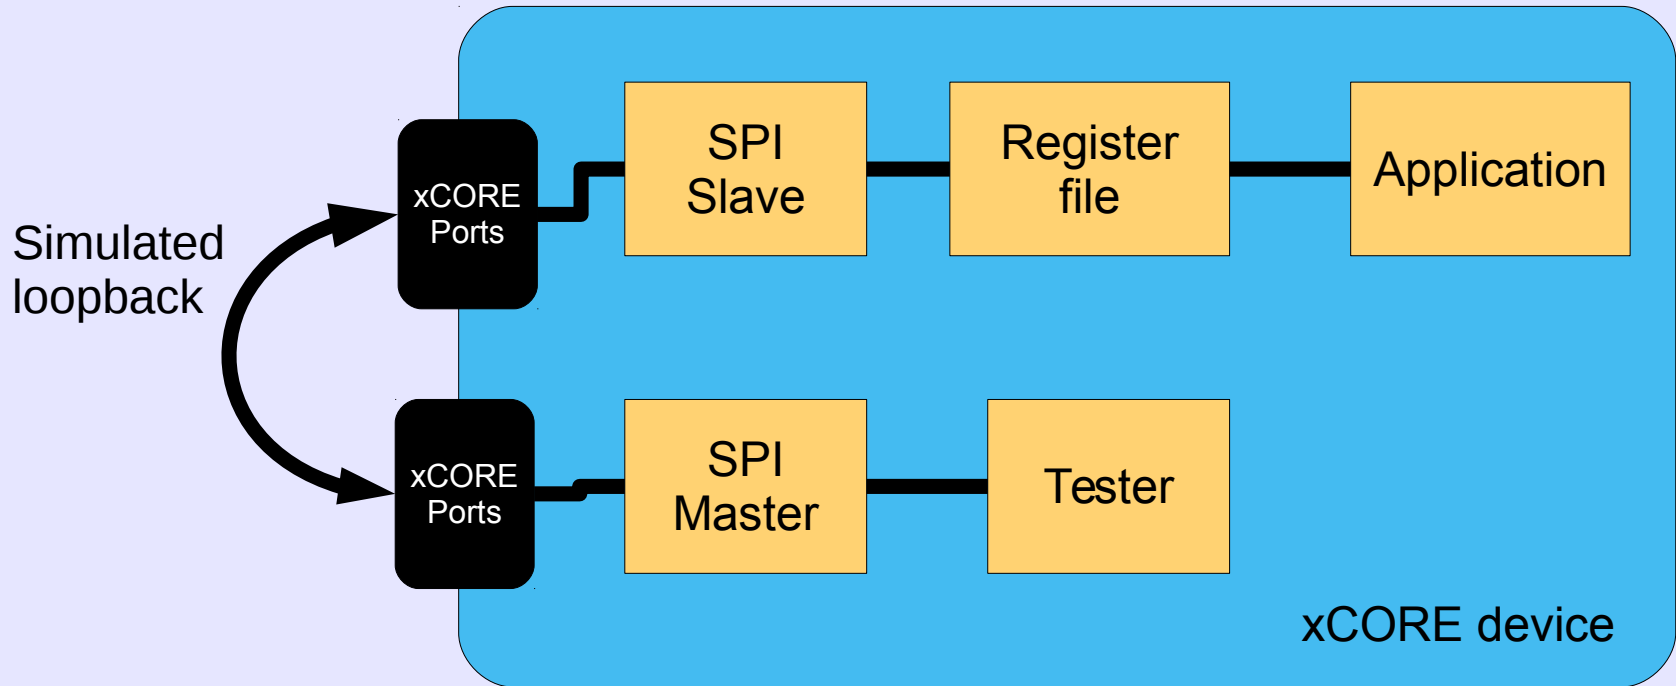 Simulated
loopback
xCORE
Ports
SPI
Slave
Register
file
Application
xCORE
Ports
SPI
Master
Tester
xCORE device